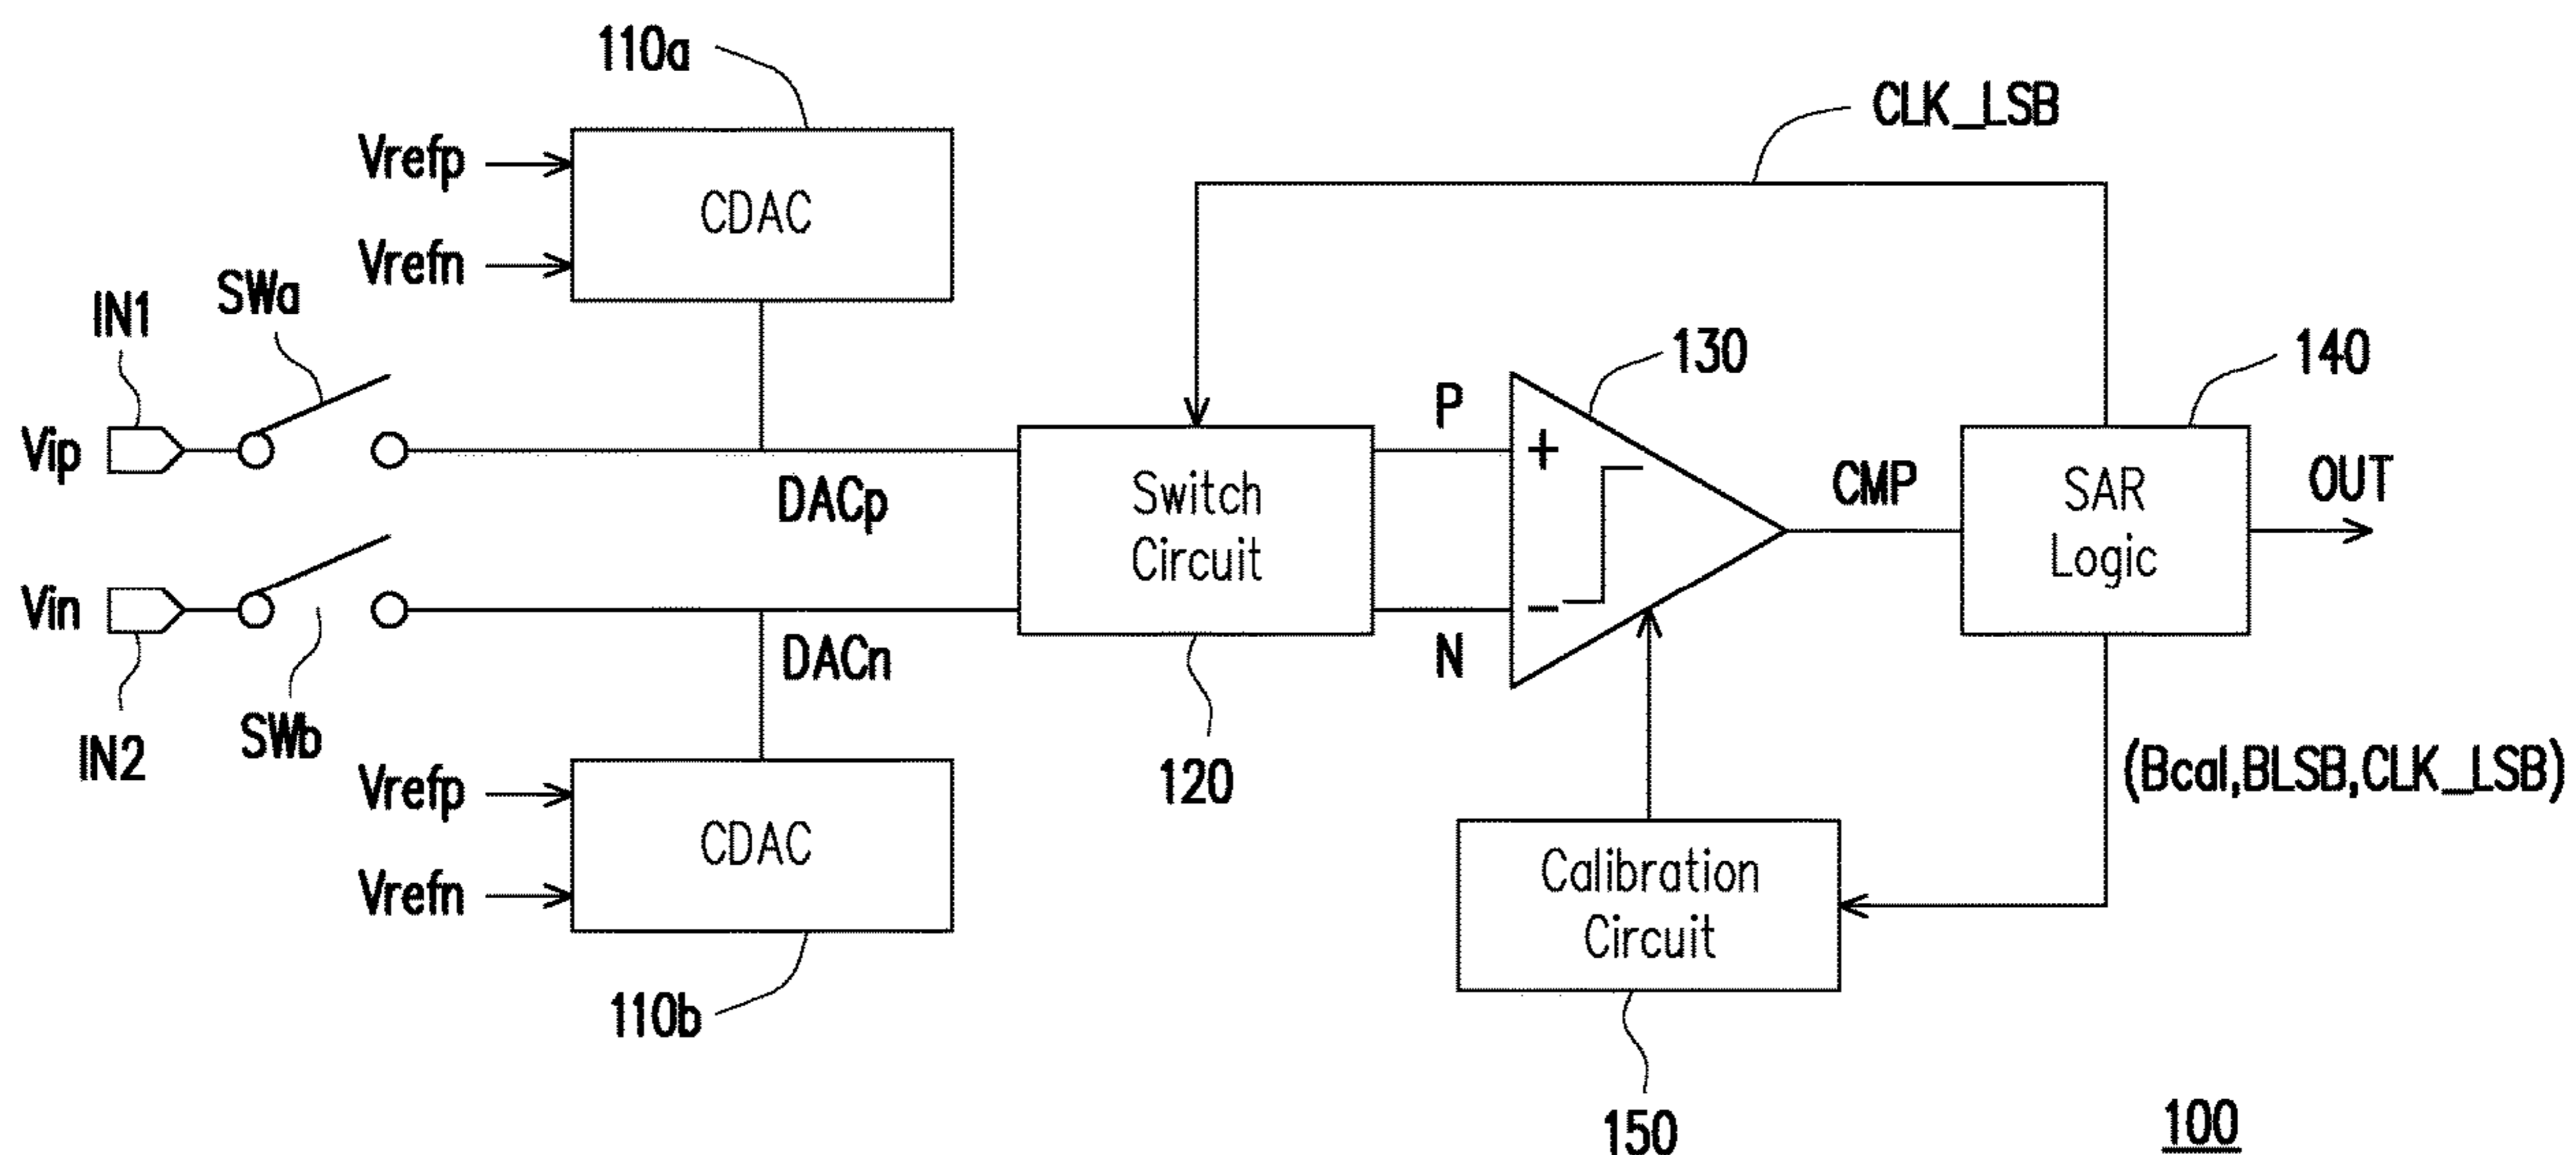 110a
CLK_LSB
Vrefp
CDAC
Vrefn
SWa
IN1
130
140
P
Vip
+
Switch
Circuit
CMP
SAR
Logic
OUT
DACp
Vin
-
DACn
N
SWb
IN2
120
(Bcal,BLSB,CLK_LSB)
Vrefp
CDAC
Vrefn
Calibration
Circuit
110b
150
100